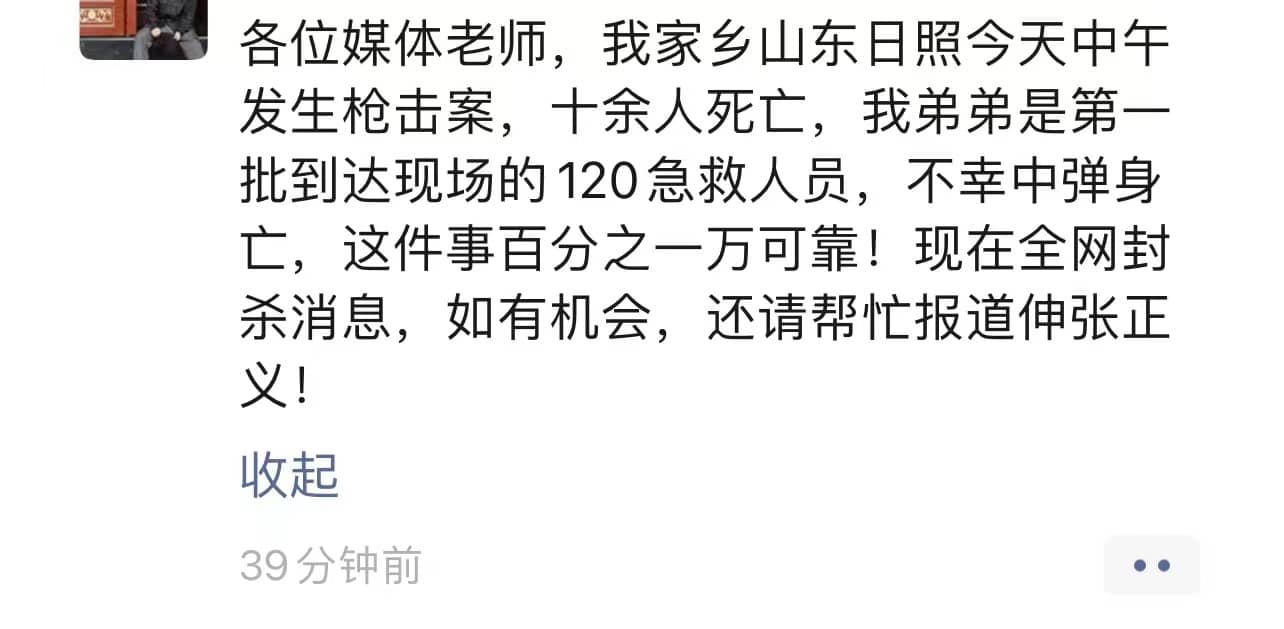 各位媒体老师，我家乡山东日照今天中午
发生枪击案，十余人死亡，我弟弟是第一
批到达现场的120急救人员，不幸中弹身
亡，这件事百分之一万可靠！现在全网封
杀消息，如有机会，还请帮忙报道伸张正
义！
收起
39分钟前